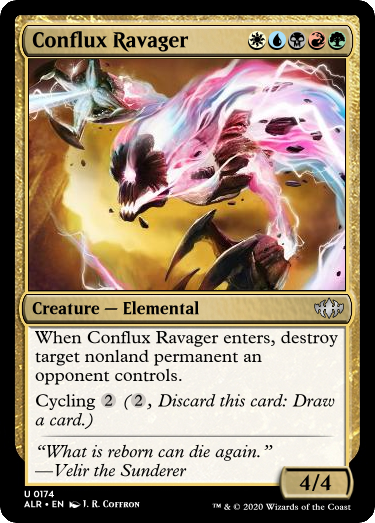 Conflux Ravager
Creature — Elemental
When Conflux Ravager enters, destroy
target nonland permanent an
opponent controls.
Cycling 2 (2, Discard this card: Draw
a card.)
“What is reborn can die again.”
—Velir the Sunderer
4/4
U 0174
ALR • EN J. R. Coffron
™ & © 2020 Wizards of the Coast